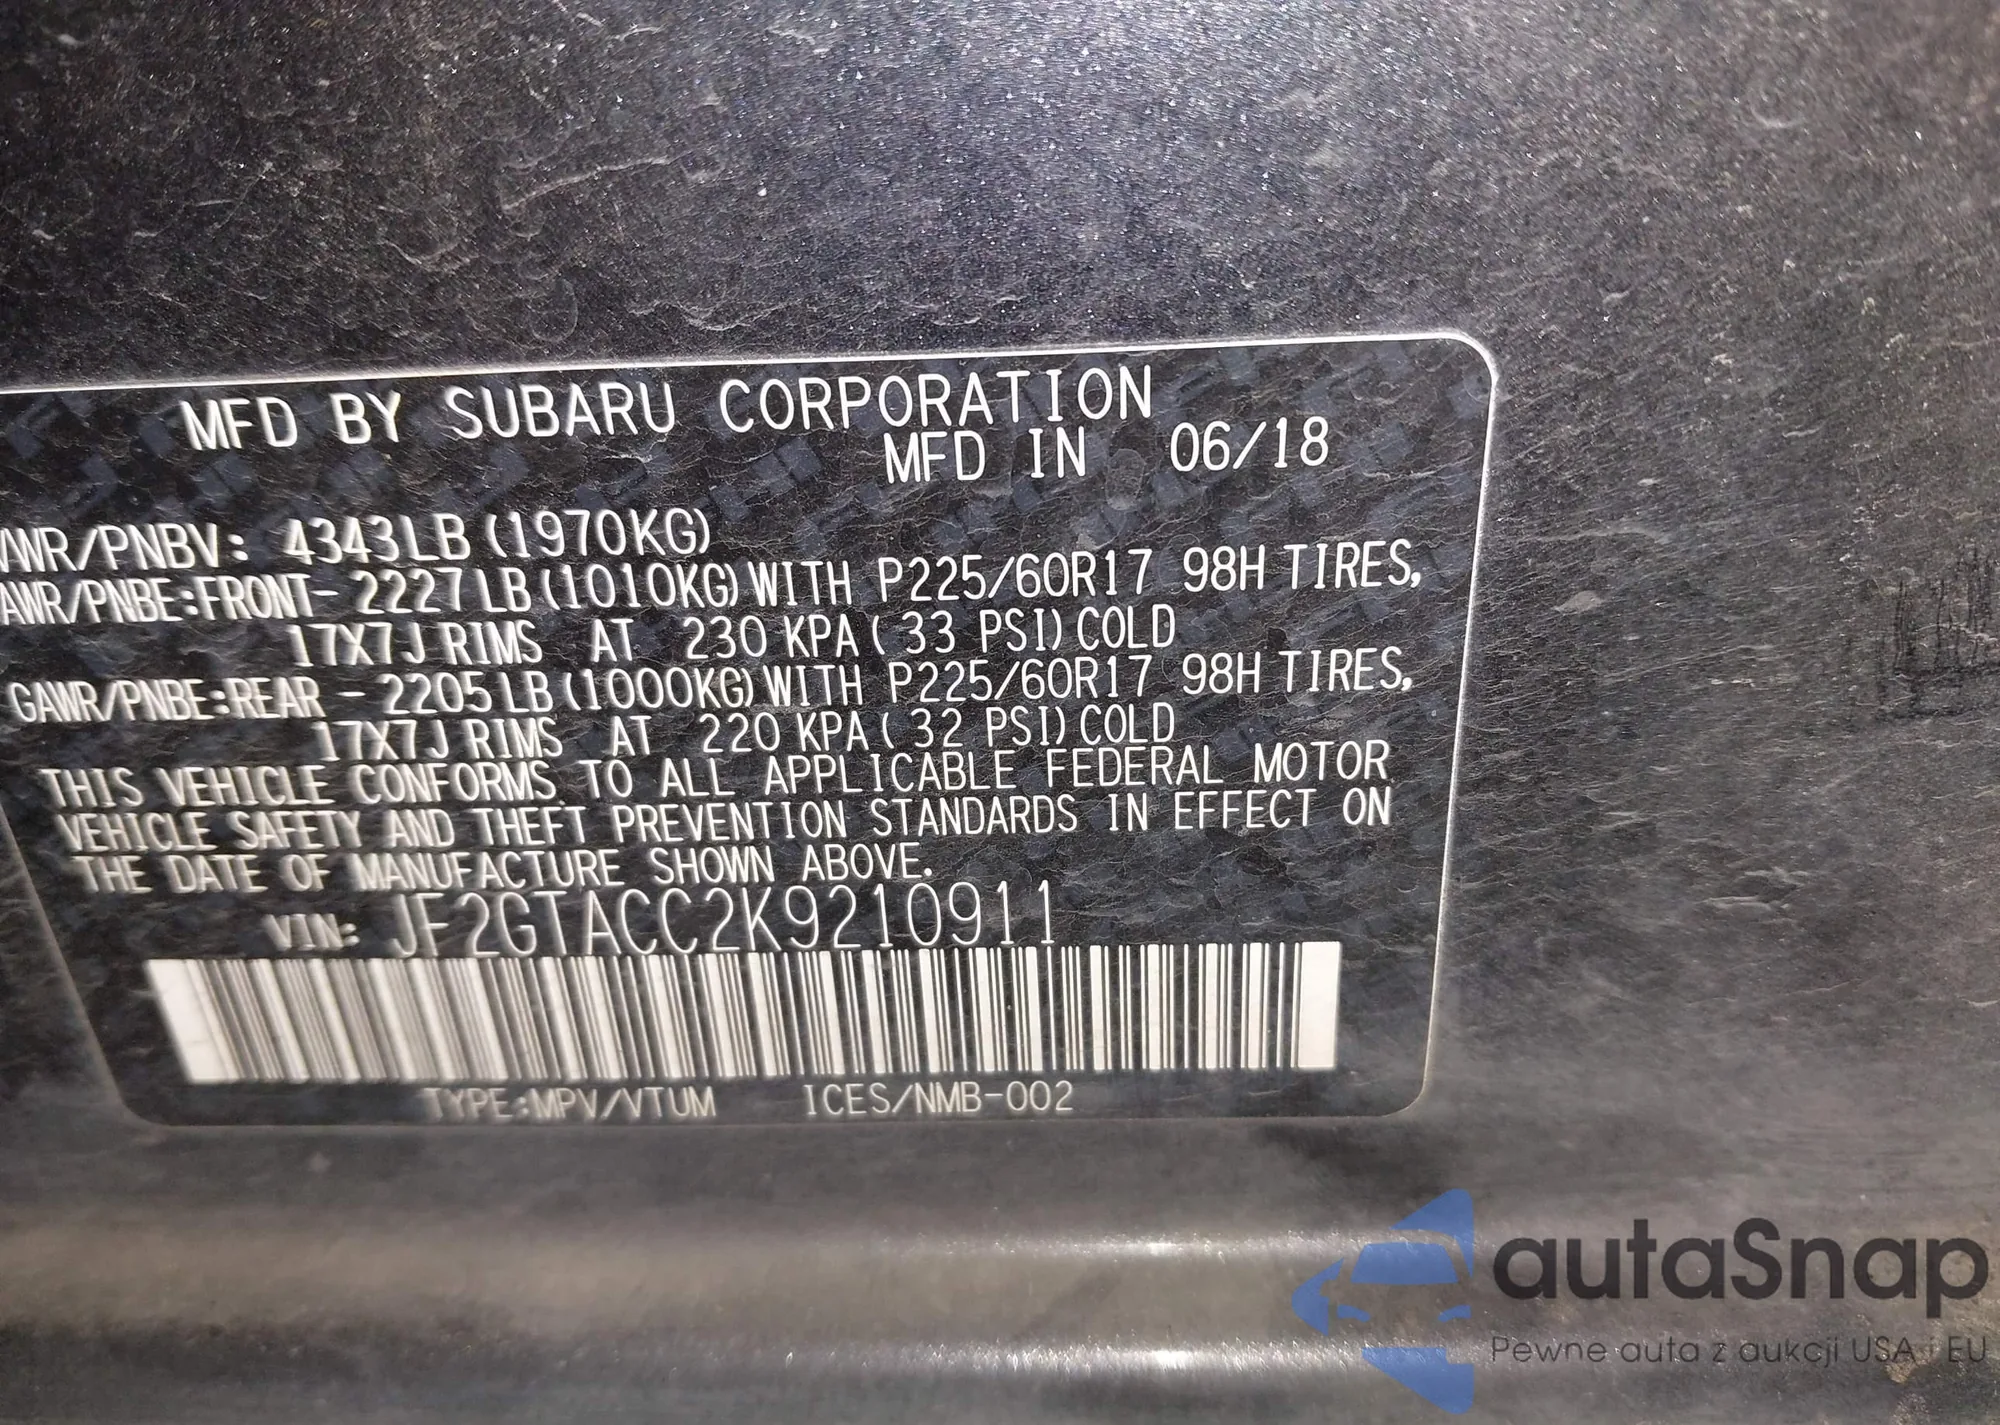 MFD BY SUBARU CORPORATION
MFD IN 06/18
VWR/PNBV: 4343LB (1970KG)
AWR/PNBE:FRONT- 2227LB (1010KG) WITH P225/60R17 98H TIRES,
17X7J RIMS AT 230 KPA ( 33 PSI) COLD
GAWR/PNBE:REAR - 2205LB (1000KG) WITH P225/60R17 98H TIRES,
17X7J RIMS AT 220 KPA ( 32 PSI) COLD
THIS VEHICLE CONFORMS TO ALL APPLICABLE FEDERAL MOTOR
VEHICLE SAFETY AND THEFT PREVENTION STANDARDS IN EFFECT ON
THE DATE OF MANUFACTURE SHOWN ABOVE.
VIN: JF2GTACC2K9210911
TYPE:MPV/VTUM ICES/NMB-002
autaSnap
Pewne auta z aukcji USA i EU